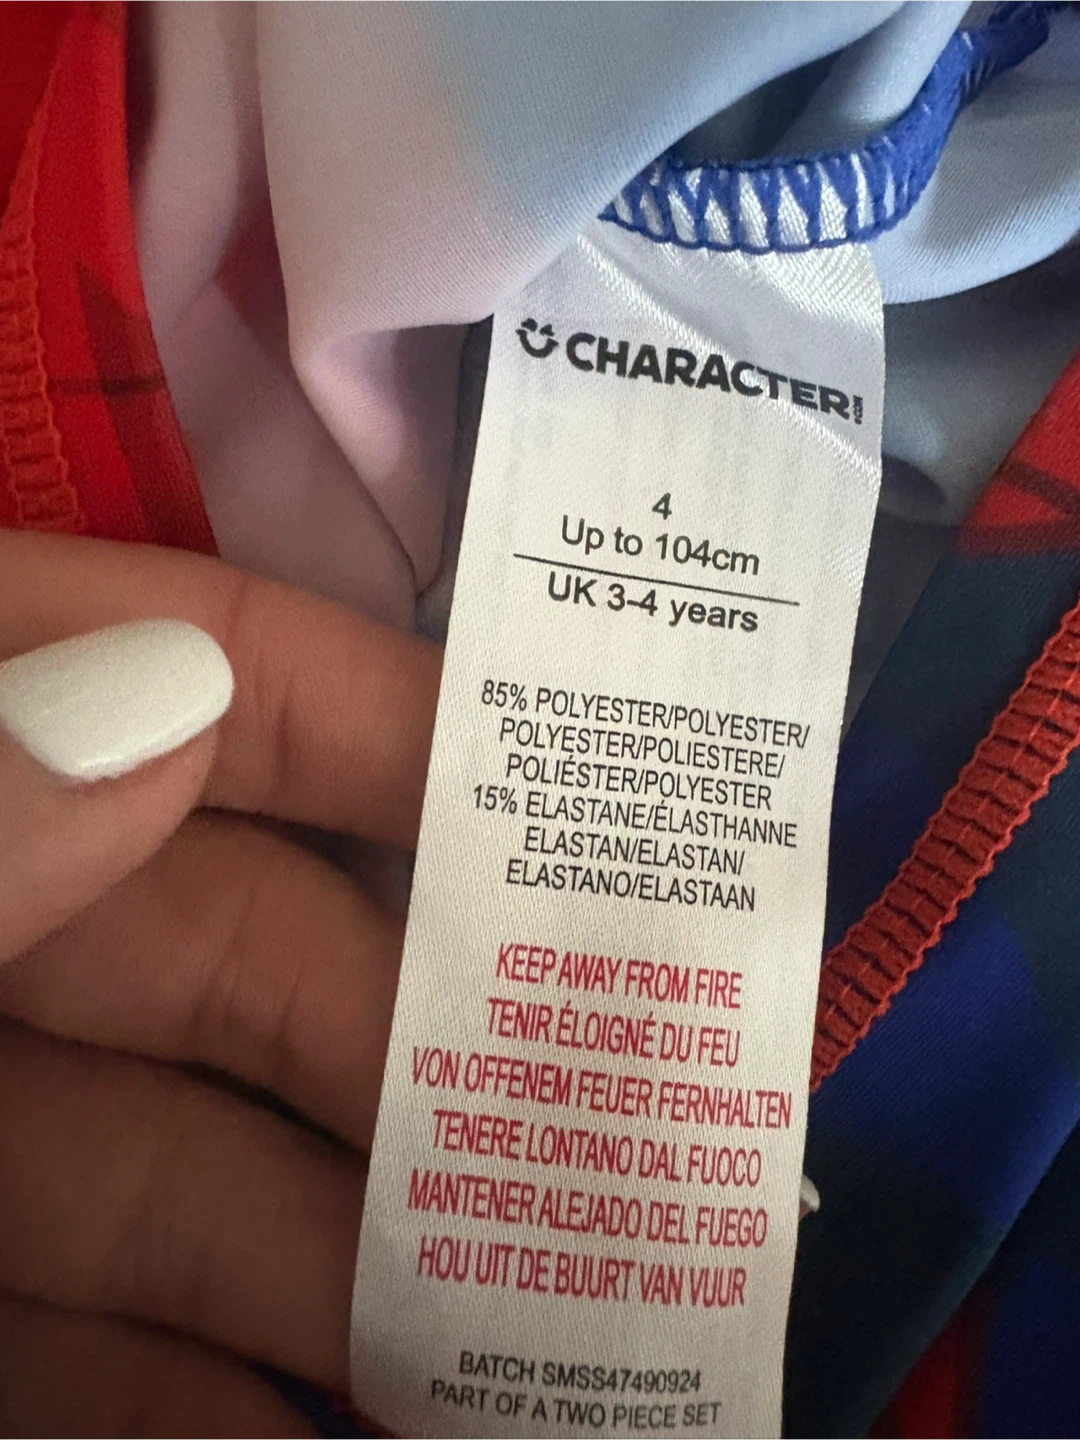 CHARACTER.COM
4
Up to 104cm
UK 3-4 years
85% POLYESTER/POLYESTER/
POLYESTER/POLIESTERE/
POLIÉSTER/POLYESTER
15% ELASTANE/ÉLASTHANNE
ELASTAN/ELASTAN/
ELASTANO/ELASTAAN
KEEP AWAY FROM FIRE
TENIR ÉLOIGNÉ DU FEU
VON OFFENEM FEUER FERNHALTEN
TENERE LONTANO DAL FUOCO
MANTENER ALEJADO DEL FUEGO
HOU UIT DE BUURT VAN VUUR
BATCH SMSS47490924
PART OF A TWO PIECE SET